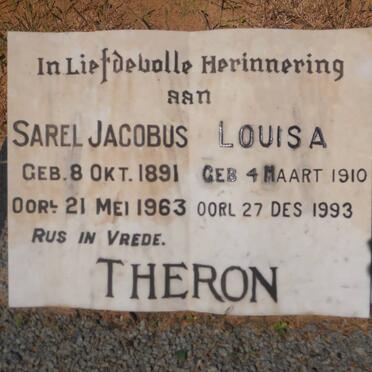 In Liefdevolle Herinnering
aan
SAREL JACOBUS LOUISA
GEB. 8 OKT. 1891 GEB 4 MAART 1910
OORL. 21 MEI 1963 OORL 27 DES 1993
RUS IN VREDE.
THERON